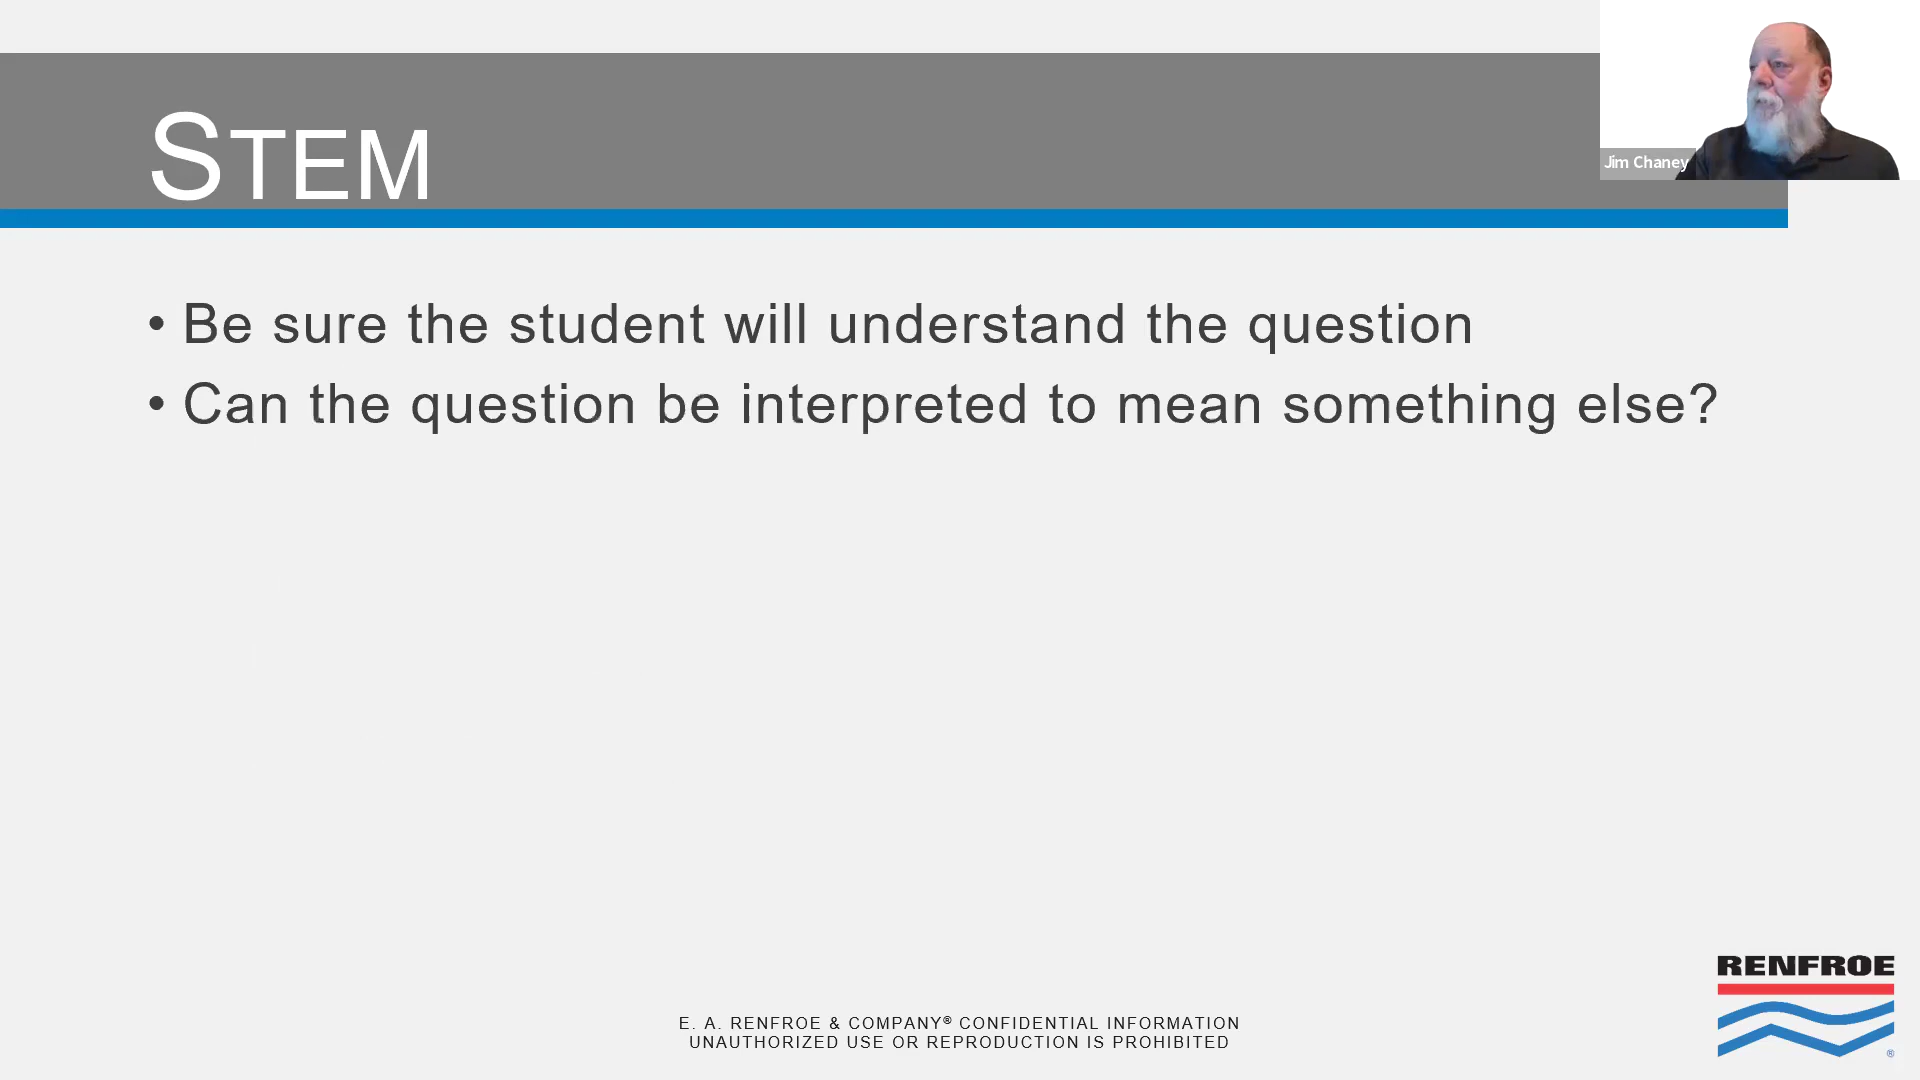 STEM
Jim Chaney
• Be sure the student will understand the question
• Can the question be interpreted to mean something else?
RENFROE
®
E. A. RENFROE & COMPANY® CONFIDENTIAL INFORMATION
UNAUTHORIZED USE OR REPRODUCTION IS PROHIBITED